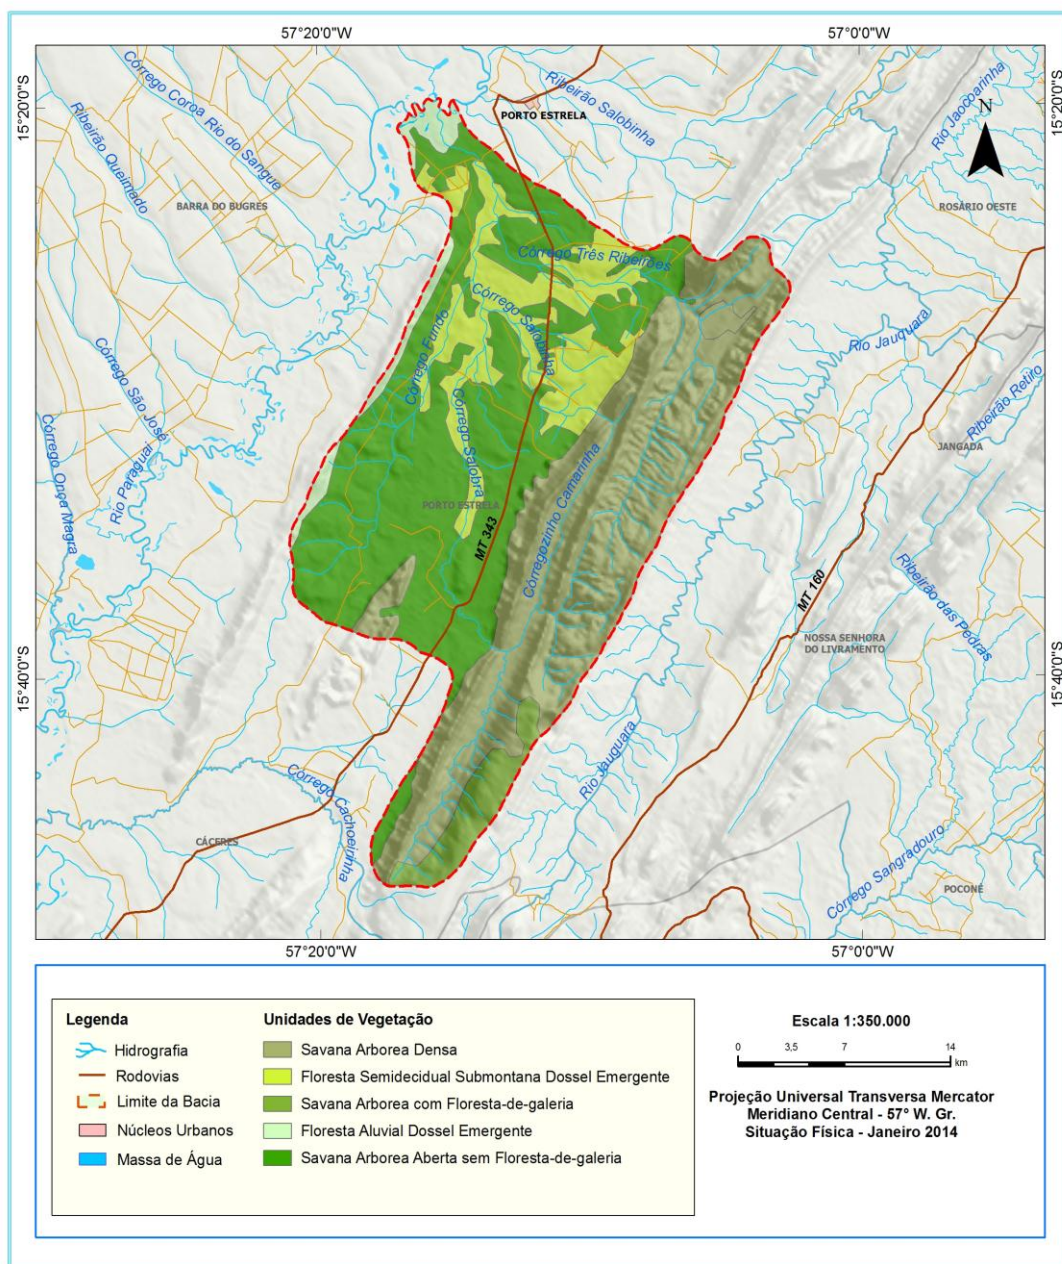 57°20'0"W
57°0'0"W
15°20'0"S
15°20'0"S
Córrego Coroa Rio do Sangue
Ribeirão Queimado
BARRA DO BUGRES
Ribeirão Salobinha
PORTO ESTRELA
Rio Jaocoarinha
N
ROSÁRIO OESTE
Córrego Três Ribeirões
Córrego Salobinha
Córrego Fundo
Rio Jauquara
Ribeirão Retiro
JANGADA
Córrego São José
Córrego Onça Magra
Rio Paraguai
Córrego Salobra
PORTO ESTRELA
MT 343
Córregozinho Camarinha
MT 160
Ribeirão das Pedras
NOSSA SENHORA
DO LIVRAMENTO
15°40'0"S
15°40'0"S
Rio Jauguara
Córrego Cachoeirinha
CÁCERES
Córrego Sangradouro
POCONÉ
57°20'0"W
57°0'0"W
Legenda
Hidrografia
Rodovias
Limite da Bacia
Núcleos Urbanos
Massa de Água
Unidades de Vegetação
Savana Arborea Densa
Floresta Semidecidual Submontana Dossel Emergente
Savana Arborea com Floresta-de-galeria
Floresta Aluvial Dossel Emergente
Savana Arborea Aberta sem Floresta-de-galeria
Escala 1:350.000
0 3,5 7 14
km
Projeção Universal Transversa Mercator
Meridiano Central - 57° W. Gr.
Situação Física - Janeiro 2014